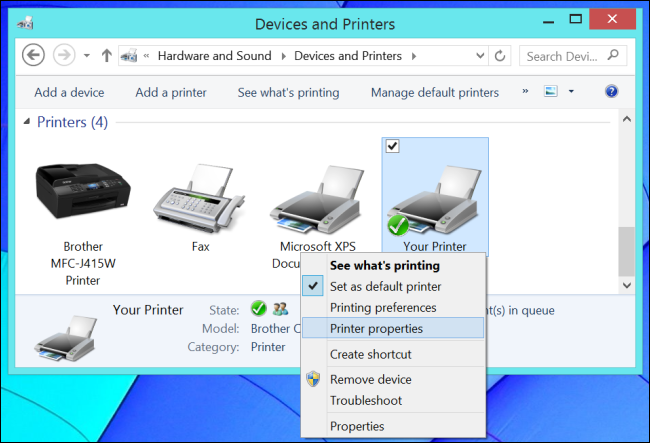 Devices and Printers
Hardware and Sound
Devices and Printers
Search Devi...
Add a device
Add a printer
See what's printing
Manage default printers
»
Printers (4)
Brother
MFC-J415W
Printer
Fax
Microsoft XPS
Docu
Your Printer
See what's printing
Set as default printer
Printing preferences
Printer properties
Create shortcut
Remove device
Troubleshoot
Properties
Your Printer
State:
t(s) in queue
Model: Brother C
Category: Printer